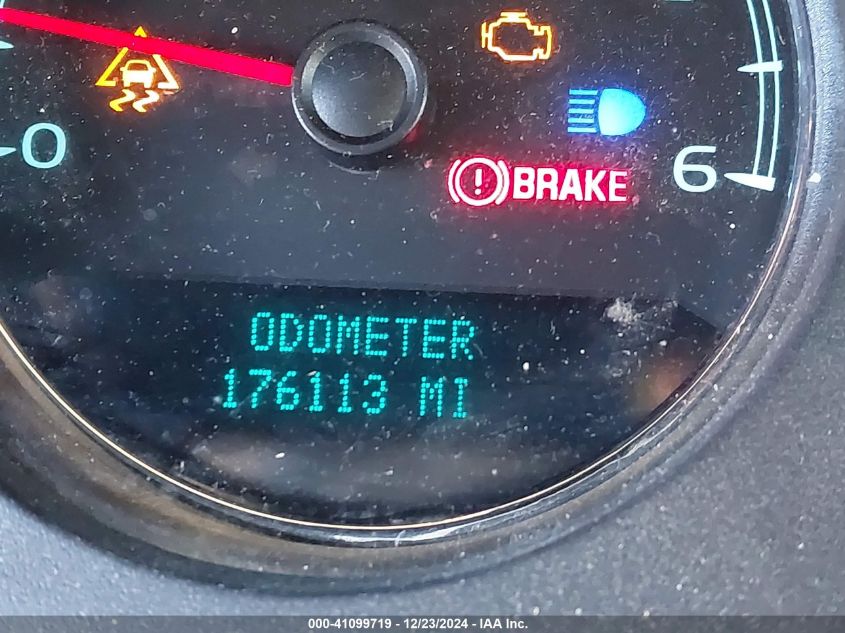 0
BRAKE
6
ODOMETER
176113 MI
000-41099719 - 12/23/2024 - IAA Inc.